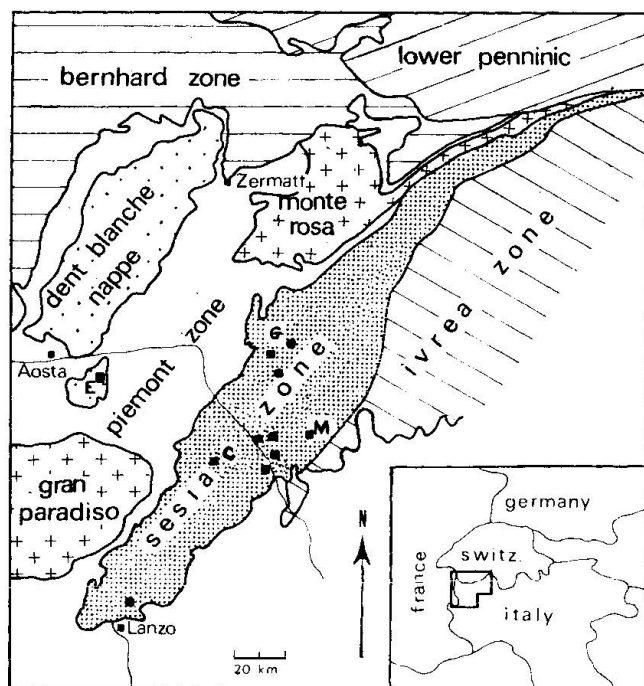 bernhard zone
lower penninic
Zermatt
monte
rosa
dent blanche
nappe
piemont zone
ivrea zone
sesia zone
G
M
C
E
Aosta
gran
paradiso
Lanzo
20 km
N
germany
switz.
france
italy